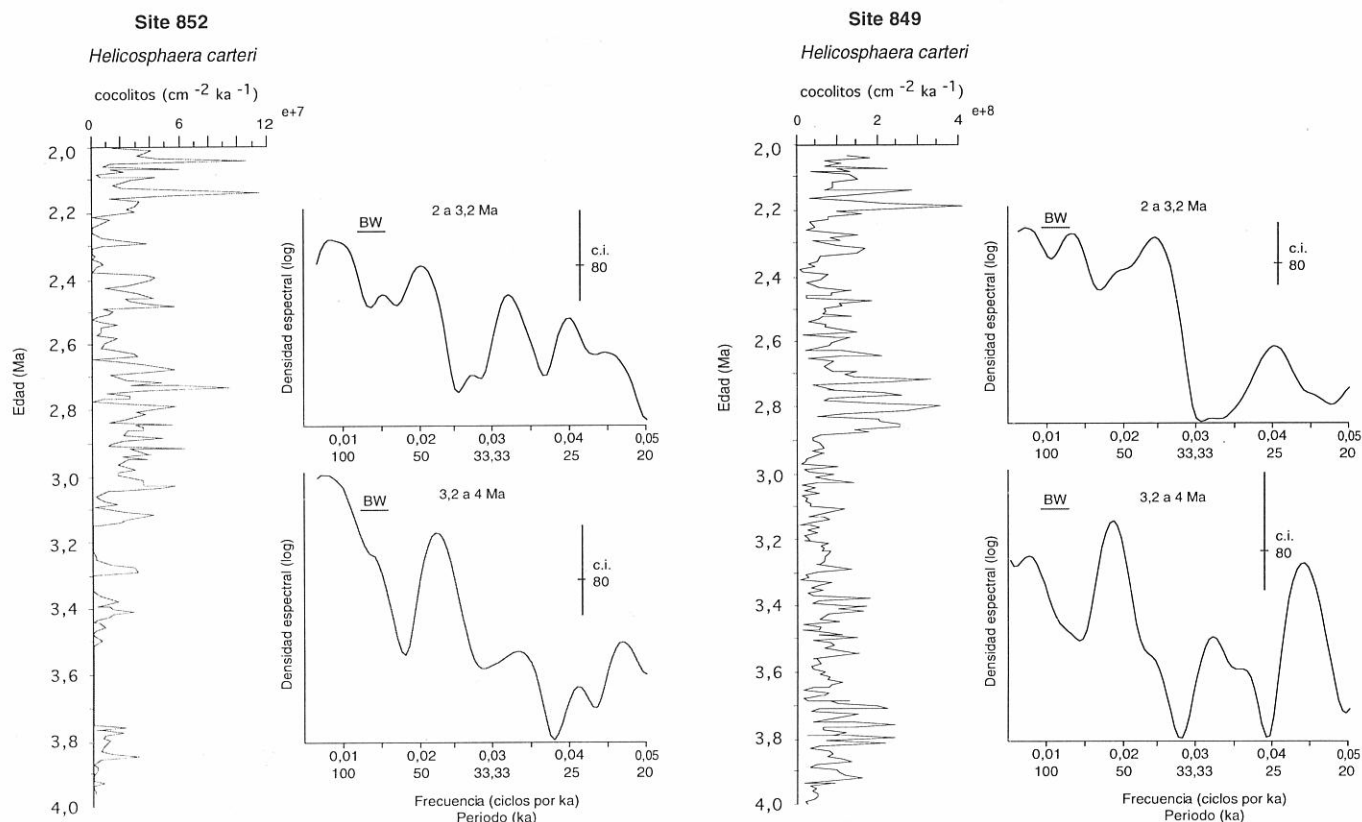 Site 852
Helicosphaera carteri
cocolitos (cm -2 ka -1)
e+7
0 6 12
Edad (Ma)
2,0
2,2
2,4
2,6
2,8
3,0
3,2
3,4
3,6
3,8
4,0
Densidad espectral (log)
BW
2 a 3,2 Ma
c.i.
80
0,01 0,02 0,03 0,04 0,05
100 50 33,33 25 20
Densidad espectral (log)
BW
3,2 a 4 Ma
c.i.
80
0,01 0,02 0,03 0,04 0,05
100 50 33,33 25 20
Frecuencia (ciclos por ka)
Periodo (ka)
Site 849
Helicosphaera carteri
cocolitos (cm -2 ka -1)
e+8
0 2 4
Edad (Ma)
2,0
2,2
2,4
2,6
2,8
3,0
3,2
3,4
3,6
3,8
4,0
Densidad espectral (log)
BW
2 a 3,2 Ma
c.i.
80
0,01 0,02 0,03 0,04 0,05
100 50 33,33 25 20
Densidad espectral (log)
BW
3,2 a 4 Ma
c.i.
80
0,01 0,02 0,03 0,04 0,05
100 50 33,33 25 20
Frecuencia (ciclos por ka)
Periodo (ka)